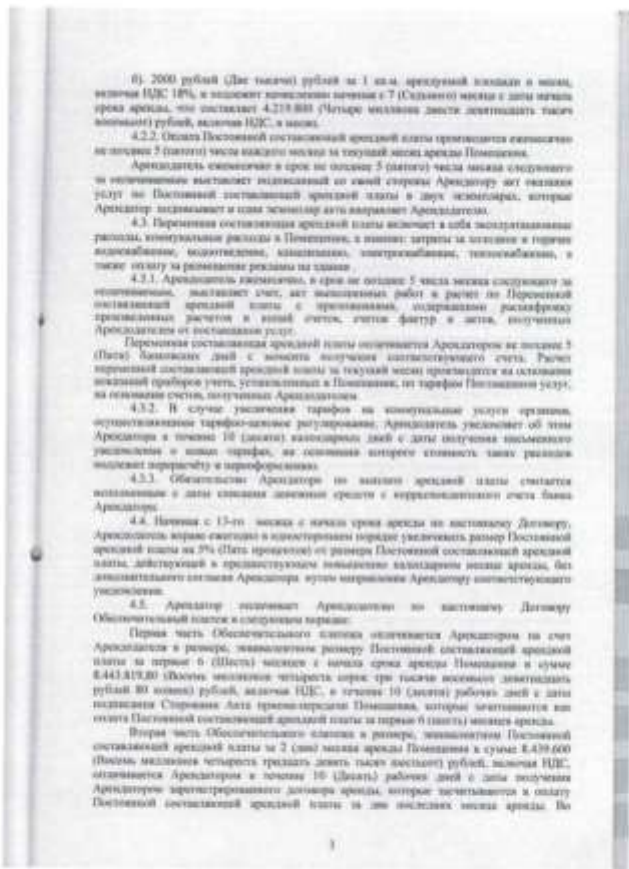 б). 2000 рублей (Две тысячи) рублей за 1 кв.м. арендуемой площади в месяц,
включая НДС 18%, и подлежит начислению начиная с 7 (Седьмого) месяца с даты начала
срока аренды, что составляет 4.219.800 (Четыре миллиона двести девятнадцать тысяч
восемьсот) рублей, включая НДС, в месяц.
4.2.2. Оплата Постоянной составляющей арендной платы производится ежемесячно
не позднее 5 (пятого) числа каждого месяца за текущий месяц аренды Помещения.
Арендодатель ежемесячно в срок не позднее 5 (пятого) числа месяца следующего
за оплачиваемым выставляет подписанный со своей стороны Арендатору акт оказания
услуг по Постоянной составляющей арендной платы в двух экземплярах, которые
Арендатор подписывает и один экземпляр акта направляет Арендодателю.
4.3. Переменная составляющая арендной платы включает в себя эксплуатационные
расходы, коммунальные расходы в Помещении, а именно: затраты за холодное и горячее
водоснабжение, водоотведение, канализацию, электроснабжение, теплоснабжение, а
также оплату за размещение рекламы на здании.
4.3.1. Арендодатель ежемесячно, в срок не позднее 5 числа месяца следующего за
оплачиваемым, выставляет счет, акт выполненных работ и расчет по Переменной
составляющей арендной платы с приложениями, содержащими расшифровку
произведенных расчетов и копий счетов, счетов фактур и актов, полученных
Арендодателем от поставщиков услуг.
Переменная составляющая арендной платы оплачивается Арендатором не позднее 5
(Пяти) банковских дней с момента получения соответствующего счета. Расчет
переменной составляющей арендной платы за текущий месяц производится на основании
показаний приборов учета, установленных в Помещении, по тарифам Поставщиков услуг,
на основании счетов, полученных Арендодателем.
4.3.2. В случае увеличения тарифов на коммунальные услуги органами,
осуществляющими тарифно-ценовое регулирование, Арендодатель уведомляет об этом
Арендатора в течение 10 (десяти) календарных дней с даты получения письменного
уведомления о новых тарифах, на основании которого стоимость таких расходов
подлежит перерасчёту и переоформлению.
4.3.3. Обязательство Арендатора по выплате арендной платы считается
исполненным с даты списания денежных средств с корреспондентского счета банка
Арендатора.
4.4. Начиная с 13-го месяца с начала срока аренды по настоящему Договору,
Арендодатель вправе ежегодно в одностороннем порядке увеличивать размер Постоянной
арендной платы на 5% (Пять процентов) от размера Постоянной составляющей арендной
платы, действующей в предшествующем повышению календарном месяце аренды, без
дополнительного согласия Арендатора путем направления Арендатору соответствующего
уведомления.
4.5. Арендатор оплачивает Арендодателю по настоящему Договору
Обеспечительный платеж в следующем порядке:
Первая часть Обеспечительного платежа оплачивается Арендатором на счет
Арендодателя в размере, эквивалентном размеру Постоянной составляющей арендной
платы за первые 6 (Шесть) месяцев с начала срока аренды Помещения в сумме
8.443.819,80 (Восемь миллионов четыреста сорок три тысячи восемьсот девятнадцать
рублей 80 копеек) рублей, включая НДС, в течение 10 (десяти) рабочих дней с даты
подписания Сторонами Акта приема-передачи Помещения, которые зачитываются как
оплата Постоянной составляющей арендной платы за первые 6 (шесть) месяцев аренды.
Вторая часть Обеспечительного платежа в размере, эквивалентном Постоянной
составляющей арендной платы за 2 (два) месяца аренды Помещения в сумме 8.439.600
(Восемь миллионов четыреста тридцать девять тысяч шестьсот) рублей, включая НДС,
оплачивается Арендатором в течение 10 (Десять) рабочих дней с даты получения
Арендатором зарегистрированного договора аренды, которые засчитываются в оплату
Постоянной составляющей арендной платы за два последних месяца аренды. Во
3